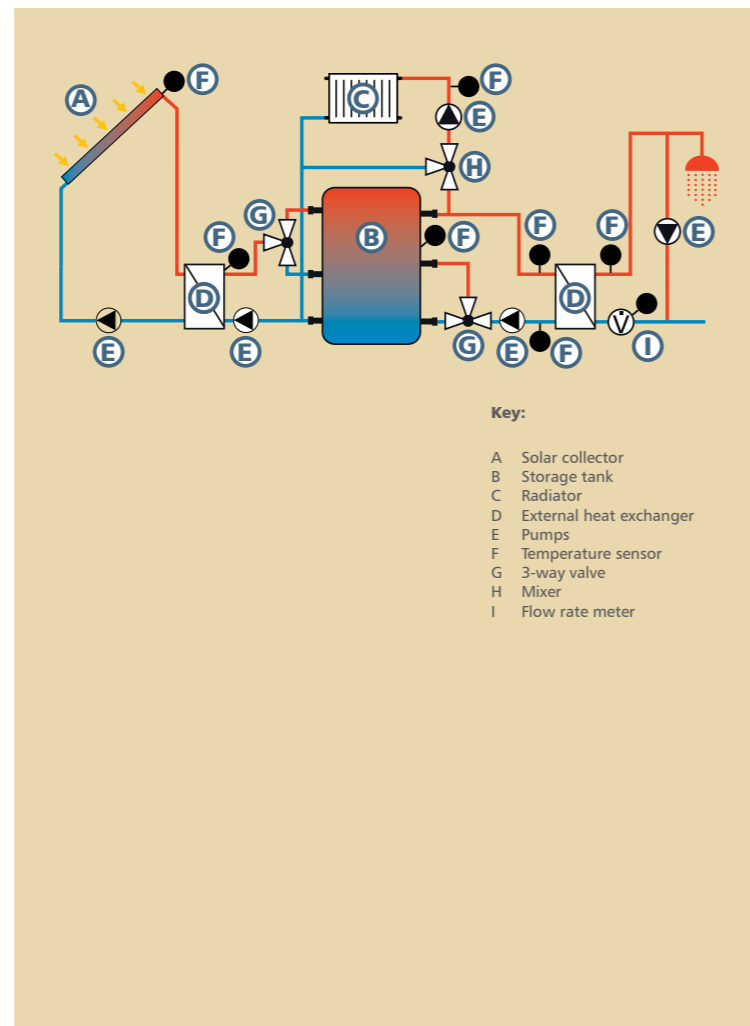 A
F
C
F
E
H
G
B
F
F
D
E
E
F
F
E
D
G
E
F
V̇
I
Key:
A Solar collector
B Storage tank
C Radiator
D External heat exchanger
E Pumps
F Temperature sensor
G 3-way valve
H Mixer
I Flow rate meter